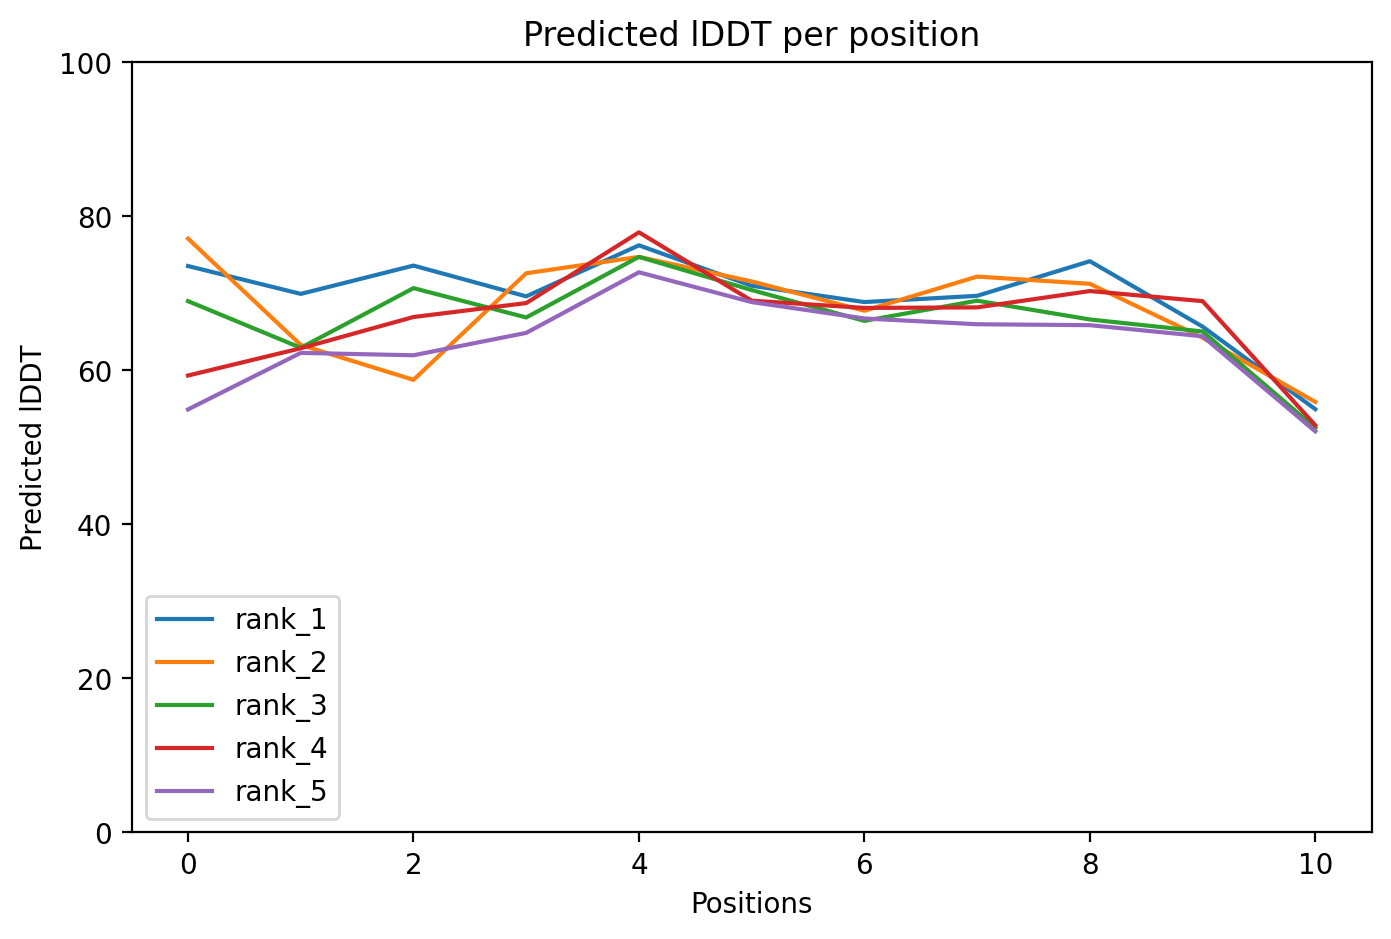 Predicted lDDT per position
100
80
60
40
20
0
Predicted lDDT
rank_1
rank_2
rank_3
rank_4
rank_5
0 2 4 6 8 10
Positions